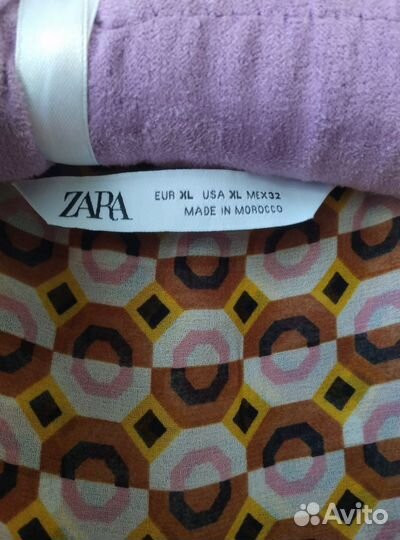 ZARA
EUR XL USA XL MEX 32
MADE IN MOROCCO
Avito